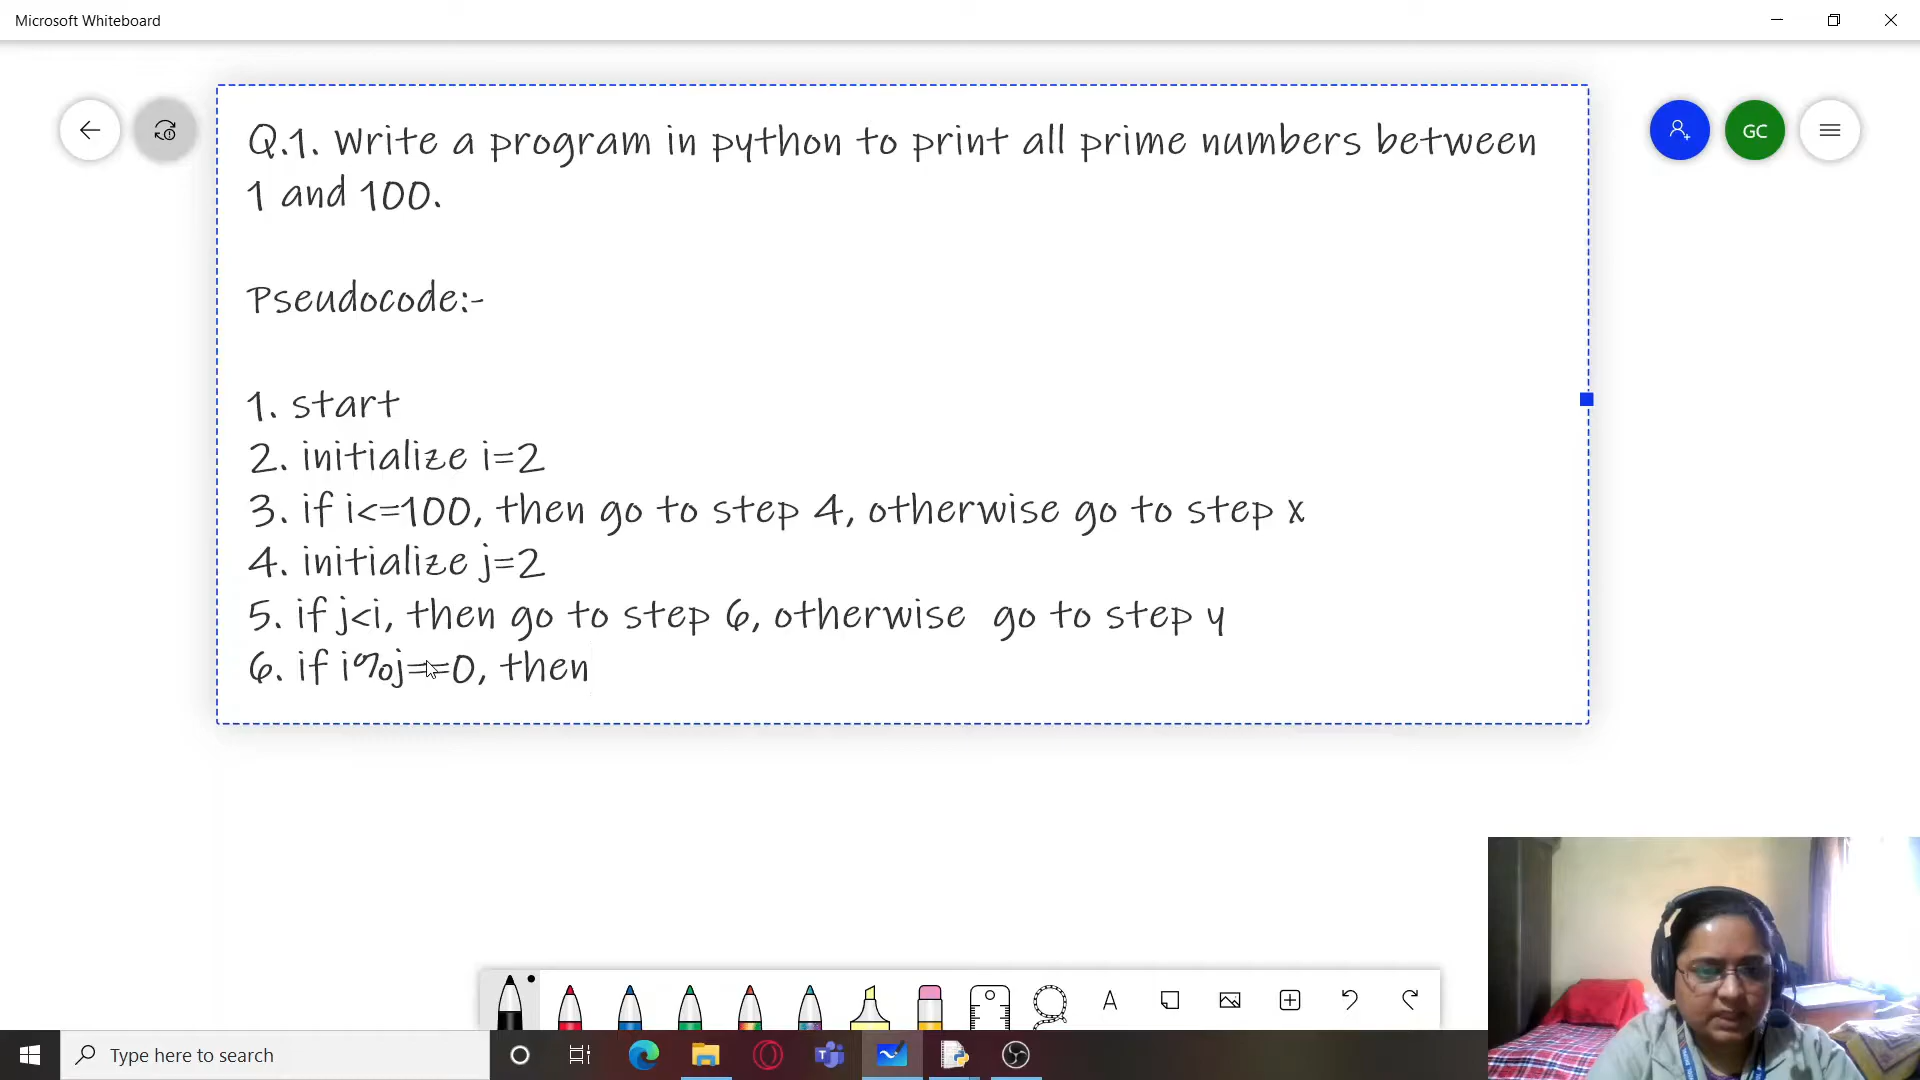 Microsoft Whiteboard
GC
Q.1. Write a program in python to print all prime numbers between
1 and 100.
Pseudocode:-
1. start
2. initialize i=2
3. if i<=100, then go to step 4, otherwise go to step x
4. initialize j=2
5. if j<i, then go to step 6, otherwise go to step y
6. if i%j==0, then
Type here to search